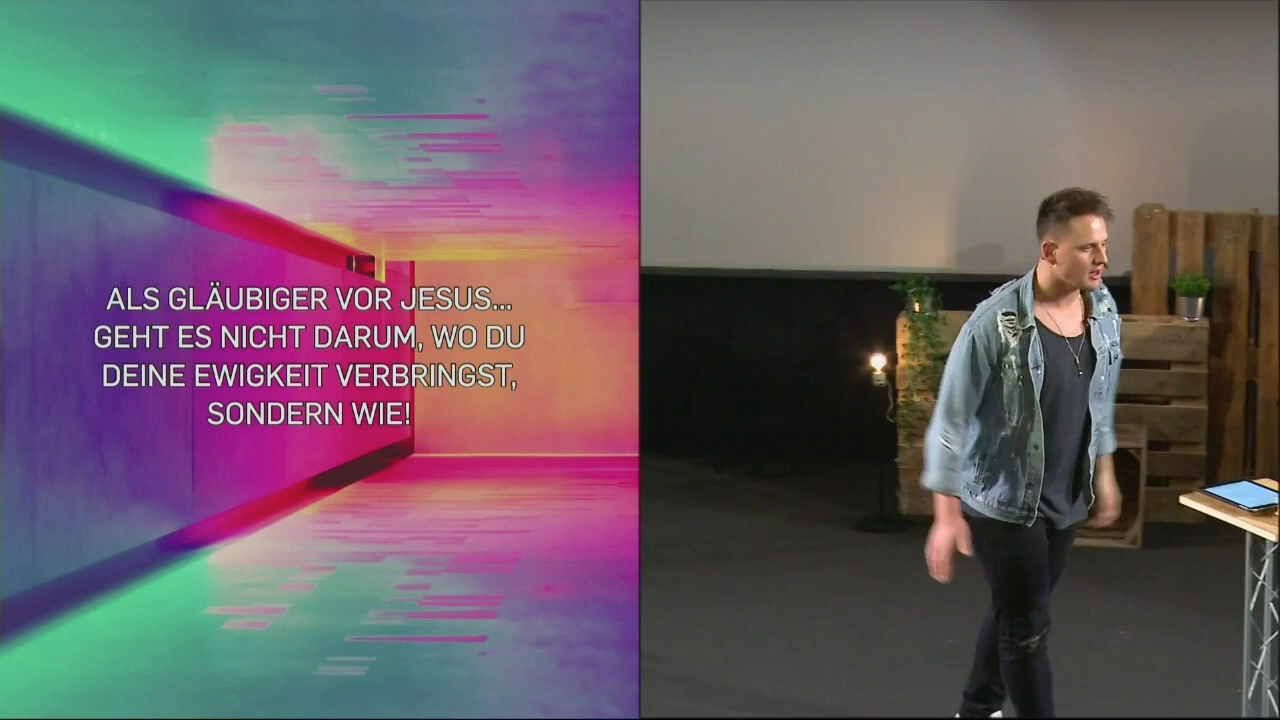 ALS GLÄUBIGER VOR JESUS...
GEHT ES NICHT DARUM, WO DU
DEINE EWIGKEIT VERBRINGST,
SONDERN WIE!